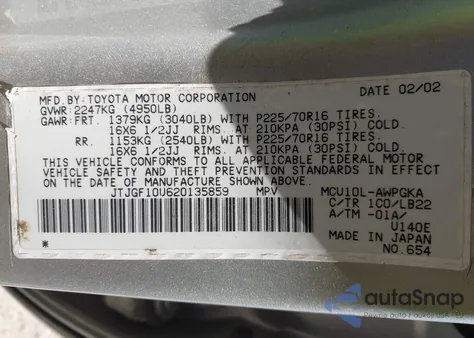 MFD.BY:TOYOTA MOTOR CORPORATION DATE 02/02
GVWR:2247KG (4950LB)
GAWR:FRT. 1379KG (3040LB) WITH P225/70R16 TIRES.
16X6 1/2JJ RIMS. AT 210KPA (30PSI) COLD.
RR. 1153KG (2540LB) WITH P225/70R16 TIRES.
16X6 1/2JJ RIMS. AT 210KPA (30PSI) COLD.
THIS VEHICLE CONFORMS TO ALL APPLICABLE FEDERAL MOTOR
VEHICLE SAFETY, BUMPER, AND THEFT
PREVENTION STANDARDS IN EFFECT ON THE DATE OF
MANUFACTURE SHOWN ABOVE.
JTJGF10U620135859 MPV MCU10L-AWPGKA
C/TR 1C0/LB22
A/TM -01A/
U140E
MADE IN JAPAN
NO.654
autoSnap